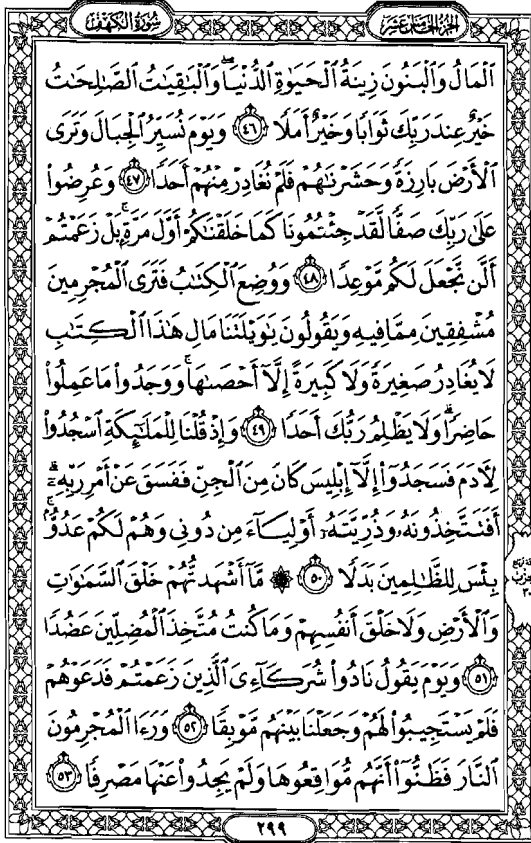 سُورَةُ الْكَهْفِ
الجُزْءُ الخَامِسَ عَشَرَ
ٱلْمَالُ وَٱلْبَنُونَ زِينَةُ ٱلْحَيَوٰةِ ٱلدُّنْيَاۖ وَٱلْبَٰقِيَٰتُ ٱلصَّٰلِحَٰتُ
خَيْرٌ عِندَ رَبِّكَ ثَوَابًا وَخَيْرٌ أَمَلًا ٤٦ وَيَوْمَ نُسَيِّرُ ٱلْجِبَالَ وَتَرَى
ٱلْأَرْضَ بَارِزَةً وَحَشَرْنَٰهُمْ فَلَمْ نُغَادِرْ مِنْهُمْ أَحَدًا ٤٧ وَعُرِضُوا۟
عَلَىٰ رَبِّكَ صَفًّا لَّقَدْ جِئْتُمُونَا كَمَا خَلَقْنَٰكُمْ أَوَّلَ مَرَّةٍۭۚ بَلْ زَعَمْتُمْ
أَلَّن نَّجْعَلَ لَكُم مَّوْعِدًا ٤٨ وَوُضِعَ ٱلْكِتَٰبُ فَتَرَى ٱلْمُجْرِمِينَ
مُشْفِقِينَ مِمَّا فِيهِ وَيَقُولُونَ يَٰوَيْلَتَنَا مَالِ هَٰذَا ٱلْكِتَٰبِ
لَا يُغَادِرُ صَغِيرَةً وَلَا كَبِيرَةً إِلَّآ أَحْصَىٰهَاۚ وَوَجَدُوا۟ مَا عَمِلُوا۟
حَاضِرًاۗ وَلَا يَظْلِمُ رَبُّكَ أَحَدًا ٤٩ وَإِذْ قُلْنَا لِلْمَلَٰٓئِكَةِ ٱسْجُدُوا۟
لِءَادَمَ فَسَجَدُوٓا۟ إِلَّآ إِبْلِيسَ كَانَ مِنَ ٱلْجِنِّ فَفَسَقَ عَنْ أَمْرِ رَبِّهِۦٓۗ
أَفَتَتَّخِذُونَهُۥ وَذُرِّيَّتَهُۥٓ أَوْلِيَآءَ مِن دُونِى وَهُمْ لَكُمْ عَدُوٌّۢۚ
بِئْسَ لِلظَّٰلِمِينَ بَدَلًا ٥٠ ۞ مَّآ أَشْهَدتُّهُمْ خَلْقَ ٱلسَّمَٰوَٰتِ
وَٱلْأَرْضِ وَلَا خَلْقَ أَنفُسِهِمْ وَمَا كُنتُ مُتَّخِذَ ٱلْمُضِلِّينَ عَضُدًا
٥١ وَيَوْمَ يَقُولُ نَادُوا۟ شُرَكَآءِىَ ٱلَّذِينَ زَعَمْتُمْ فَدَعَوْهُمْ
فَلَمْ يَسْتَجِيبُوا۟ لَهُمْ وَجَعَلْنَا بَيْنَهُم مَّوْبِقًا ٥٢ وَرَءَا ٱلْمُجْرِمُونَ
ٱلنَّارَ فَظَنُّوٓا۟ أَنَّهُم مُّوَاقِعُوهَا وَلَمْ يَجِدُوا۟ عَنْهَا مَصْرِفًا ٥٣
٢٩٩